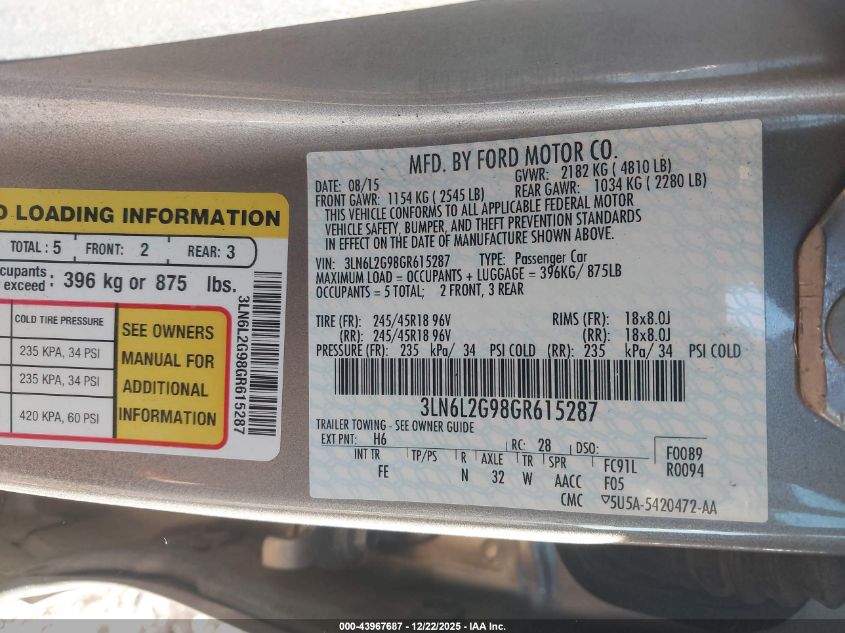 LOADING INFORMATION
TOTAL : 5 FRONT: 2 REAR: 3
exceed: 396 kg or 875 lbs.
COLD TIRE PRESSURE
235 KPA, 34 PSI
235 KPA, 34 PSI
420 KPA, 60 PSI
SEE OWNERS
MANUAL FOR
ADDITIONAL
INFORMATION
3LN6L2G98GR615287
MFD. BY FORD MOTOR CO.
DATE: 08/15 GVWR: 2182 KG ( 4810 LB)
FRONT GAWR: 1154 KG ( 2545 LB) REAR GAWR: 1034 KG ( 2280 LB)
THIS VEHICLE CONFORMS TO ALL APPLICABLE FEDERAL MOTOR
VEHICLE SAFETY, BUMPER, AND THEFT PREVENTION STANDARDS
IN EFFECT ON THE DATE OF MANUFACTURE SHOWN ABOVE.
VIN: 3LN6L2G98GR615287 TYPE: Passenger Car
MAXIMUM LOAD = OCCUPANTS + LUGGAGE = 396KG/ 875LB
OCCUPANTS = 5 TOTAL; 2 FRONT, 3 REAR
TIRE (FR): 245/45R18 96V RIMS (FR): 18x8.0J
(RR): 245/45R18 96V (RR): 18x8.0J
PRESSURE (FR): 235 kPa/ 34 PSI COLD (RR): 235 kPa/ 34 PSI COLD
3LN6L2G98GR615287
TRAILER TOWING - SEE OWNER GUIDE
EXT PNT: H6 RC: 28 DSO: F0089
R0094
INT TR TP/PS R AXLE TR SPR FC91L
FE N 32 W AACC F05
CMC ▽5U5A-5420472-AA
000-43967687 - 12/22/2025 - IAA Inc.